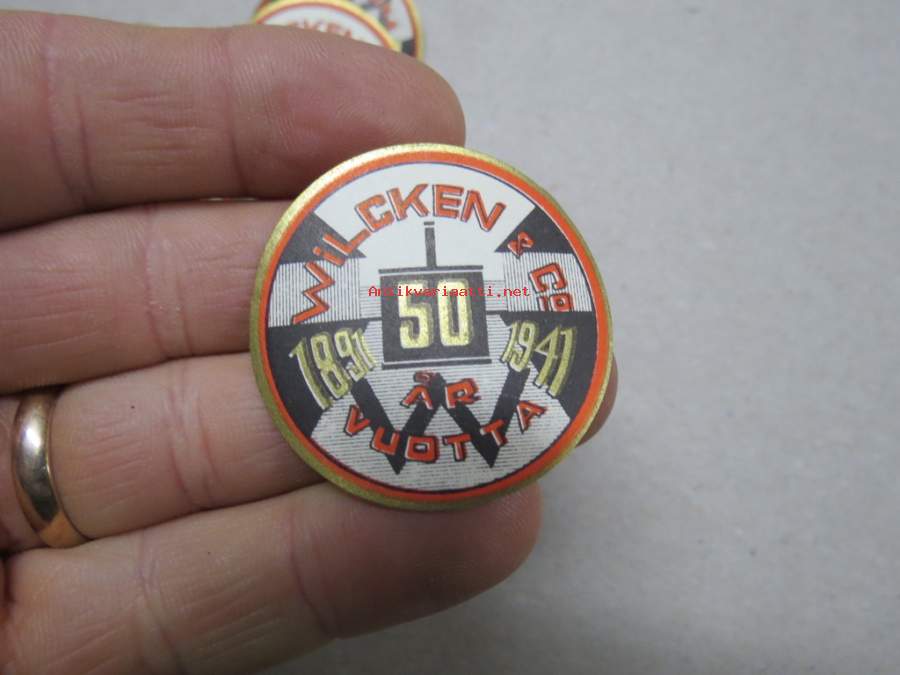 WiLCKEN & Co
50
1891 1941
ÅR
VUOTTA
Antikvariaatti.net